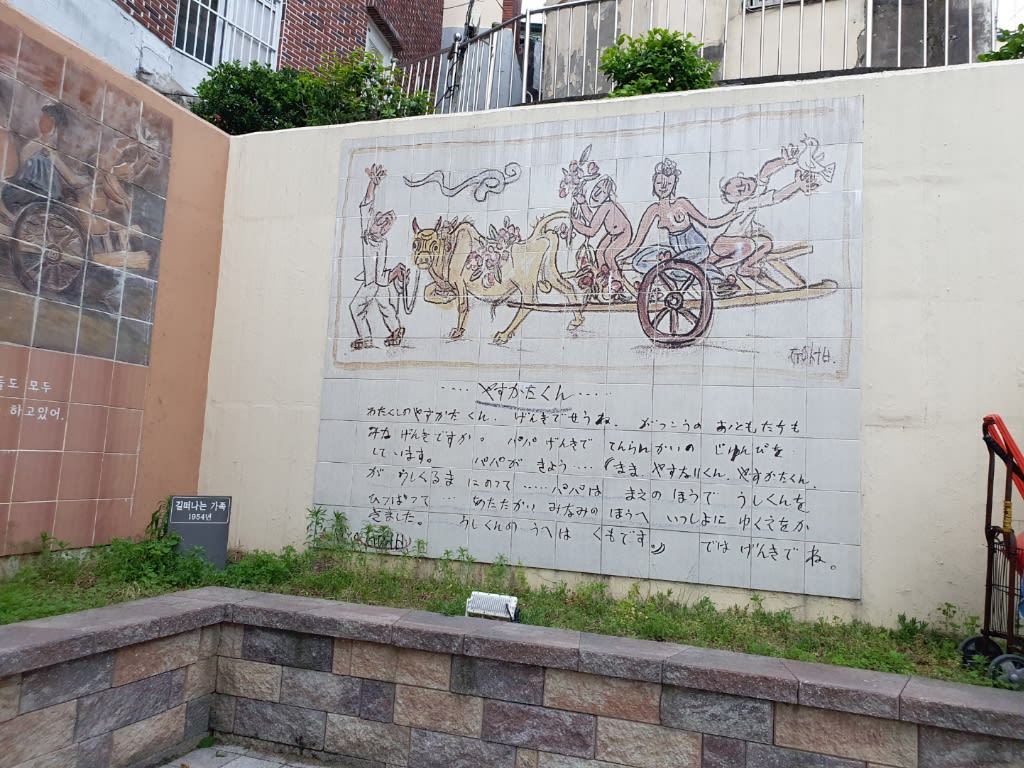 들도 모두
하고있어.
길떠나는 가족
1954년
ㅈㅜㅇㅅㅓㅂ
..... やすかたくん.....
わたくしのやすかた くん、 げんきでせうね、 がっこうの おともたちも
みな げんきですか。 パパ げんきで てんらんかいの じゅんびを
しています。 パパが きょう...(まま、やすなりくん、やすかたくん、
が うしくるま にのって ......パパは まえの ほうで うしくんを
ひっぱって ... あたたかい みなみの ほうへ いっしよに ゆくえをか
きました。 うしくんの うへは くもです。 では げんきで ね。